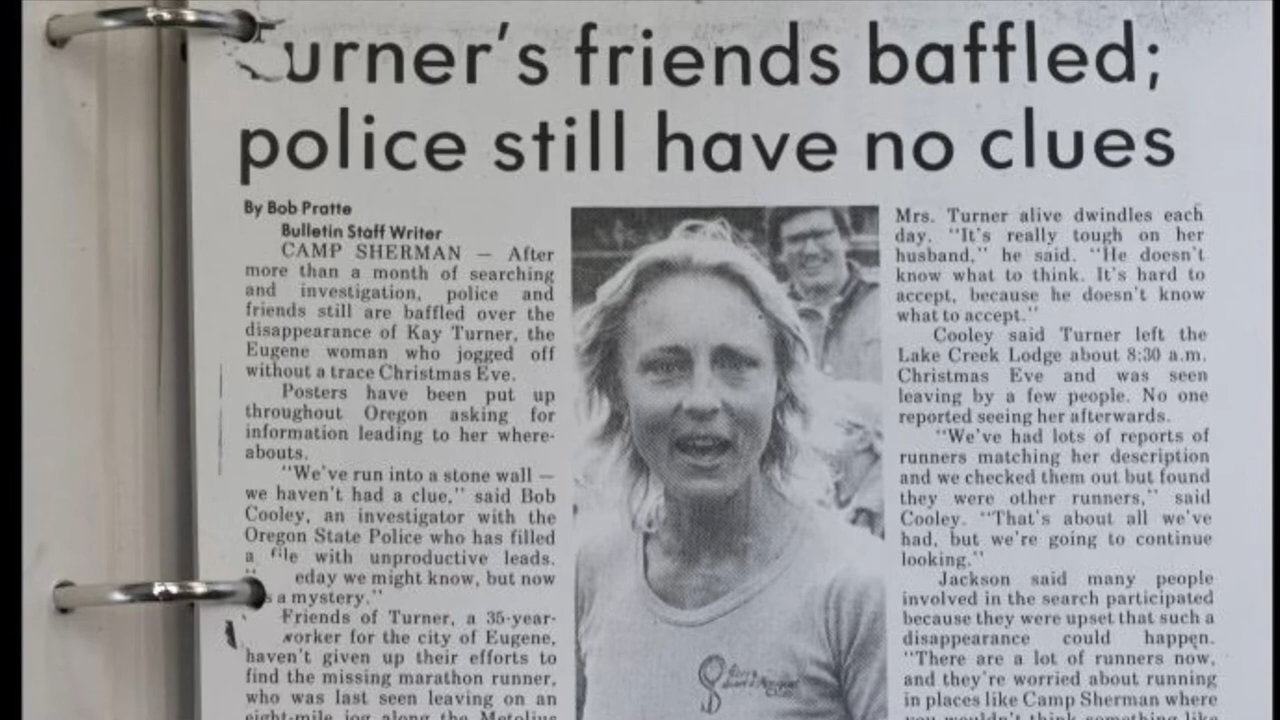 urner's friends baffled;
police still have no clues
By Bob Pratte
Bulletin Staff Writer
CAMP SHERMAN — After
more than a month of searching
and investigation, police and
friends still are baffled over the
disappearance of Kay Turner, the
Eugene woman who jogged off
without a trace Christmas Eve.
Posters have been put up
throughout Oregon asking for
information leading to her where-
abouts.
"We've run into a stone wall —
we haven't had a clue," said Bob
Cooley, an investigator with the
Oregon State Police who has filled
a file with unproductive leads.
eday we might know, but now
s a mystery."
Friends of Turner, a 35-year-
worker for the city of Eugene,
haven't given up their efforts to
find the missing marathon runner,
who was last seen leaving on an
eight-mile jog along the Metolius
Mrs. Turner alive dwindles each
day. "It's really tough on her
husband," he said. "He doesn't
know what to think. It's hard to
accept, because he doesn't know
what to accept."
Cooley said Turner left the
Lake Creek Lodge about 8:30 a.m.
Christmas Eve and was seen
leaving by a few people. No one
reported seeing her afterwards.
"We've had lots of reports of
runners matching her description
and we checked them out but found
they were other runners," said
Cooley. "That's about all we've
had, but we're going to continue
looking."
Jackson said many people
involved in the search participated
because they were upset that such a
disappearance could happen.
"There are a lot of runners now,
and they're worried about running
in places like Camp Sherman where
you wouldn't think something like